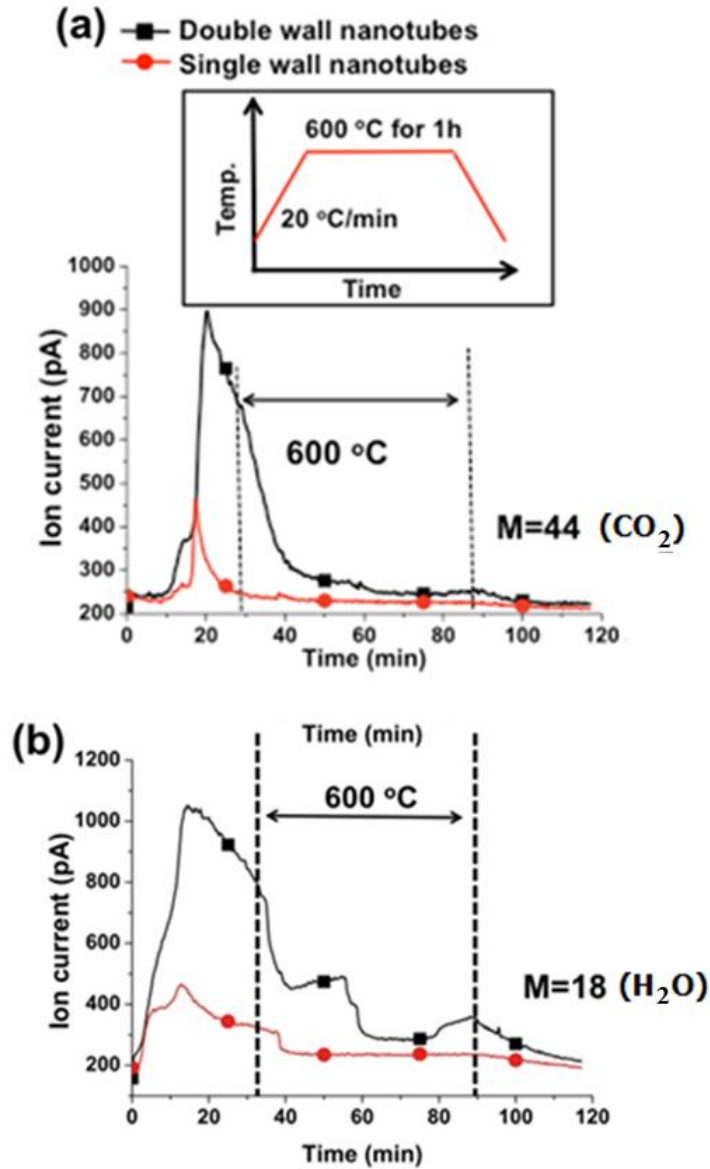 (a) Double wall nanotubes
Single wall nanotubes
600 °C for 1h
Temp.
20 °C/min
Time
1000
900
800
700
600
500
400
300
200
Ion current (pA)
600 °C
M=44 (CO2)
0 20 40 60 80 100 120
Time (min)
(b)
Time (min)
1200
1000
800
600
400
200
Ion current (pA)
600 °C
M=18 (H2O)
0 20 40 60 80 100 120
Time (min)